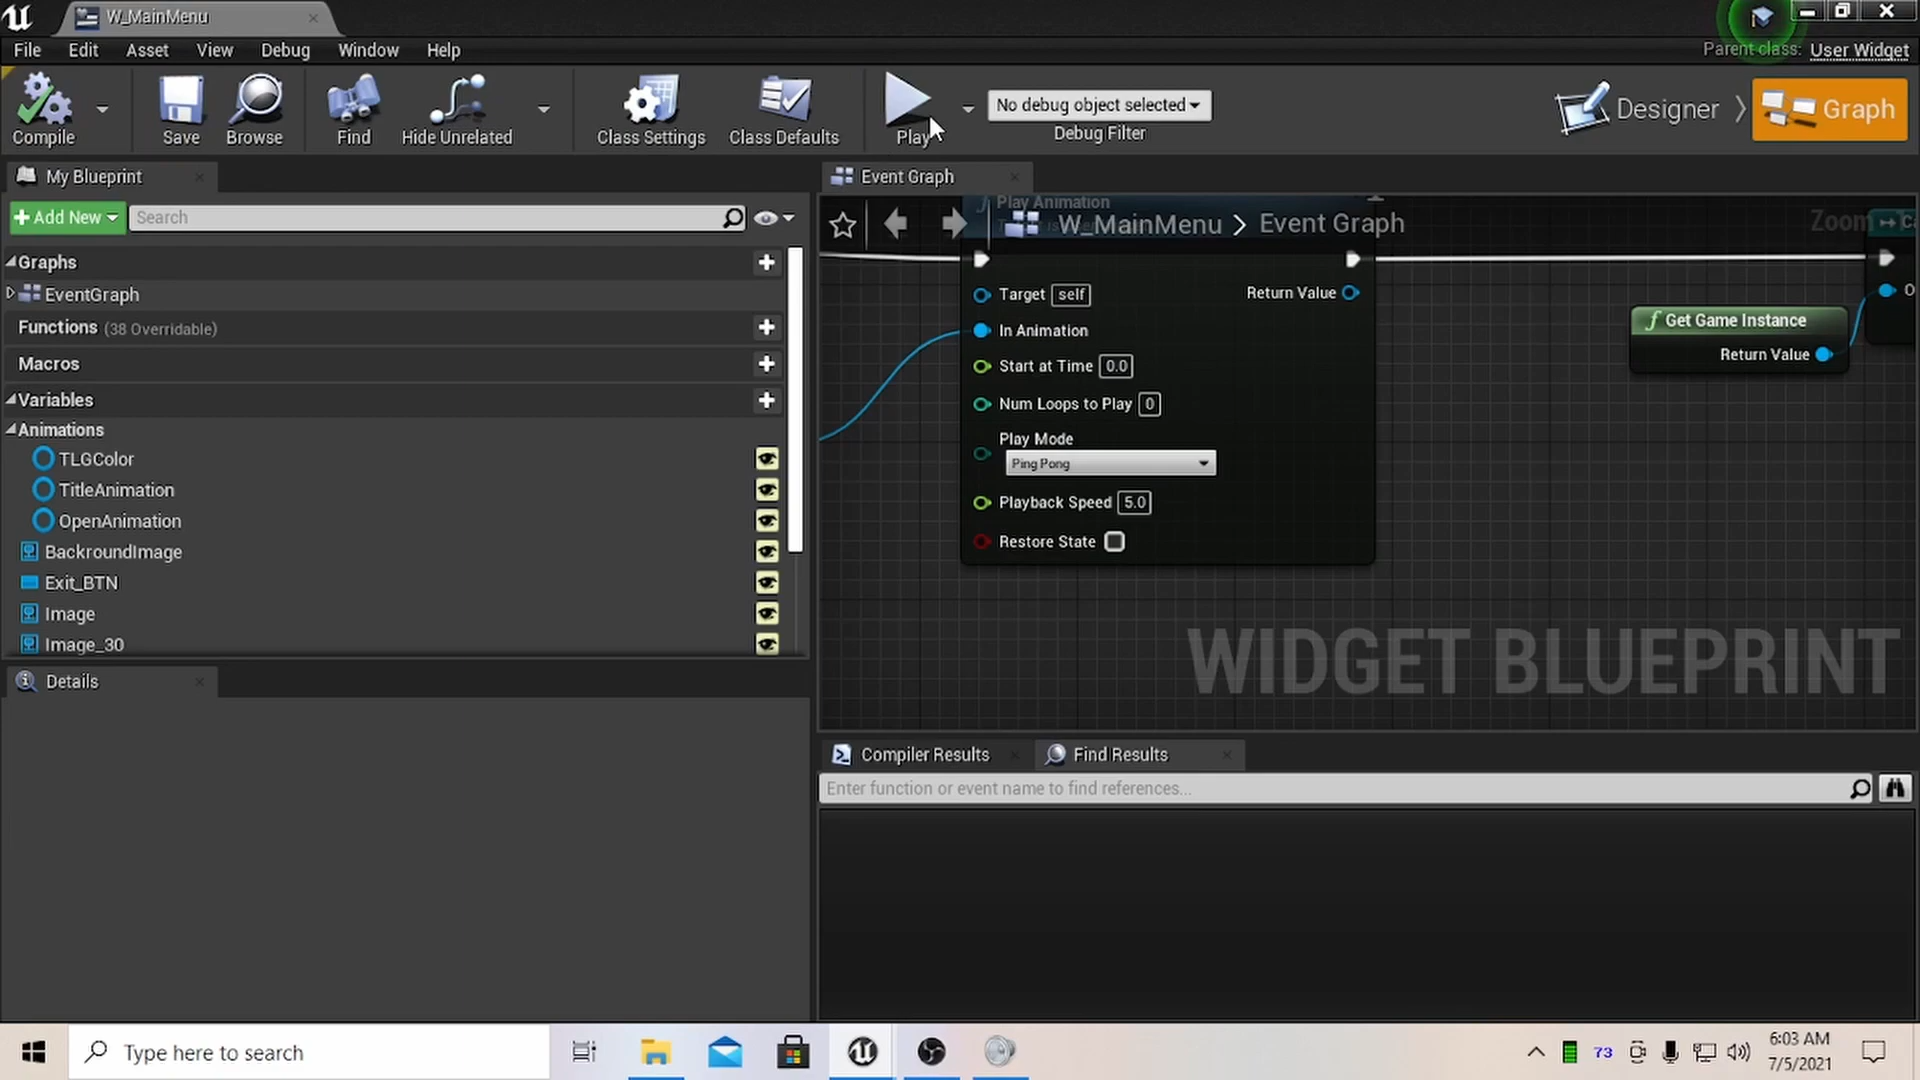 W_MainMenu
File Edit Asset View Debug Window Help
Parent class: User Widget
Compile
Save
Browse
Find
Hide Unrelated
Class Settings
Class Defaults
Play
No debug object selected
Debug Filter
Designer
Graph
My Blueprint
Add New
Search
Graphs
EventGraph
Functions (38 Overridable)
Macros
Variables
Animations
TLGColor
TitleAnimation
OpenAnimation
BackroundImage
Exit_BTN
Image
Image_30
Details
Event Graph
Play Animation
W_MainMenu > Event Graph
Zoom
Target self
Return Value
In Animation
Start at Time 0.0
Num Loops to Play 0
Play Mode
Ping Pong
Playback Speed 5.0
Restore State
Get Game Instance
Return Value
WIDGET BLUEPRINT
Compiler Results
Find Results
Enter function or event name to find references...
Type here to search
73
6:03 AM
7/5/2021